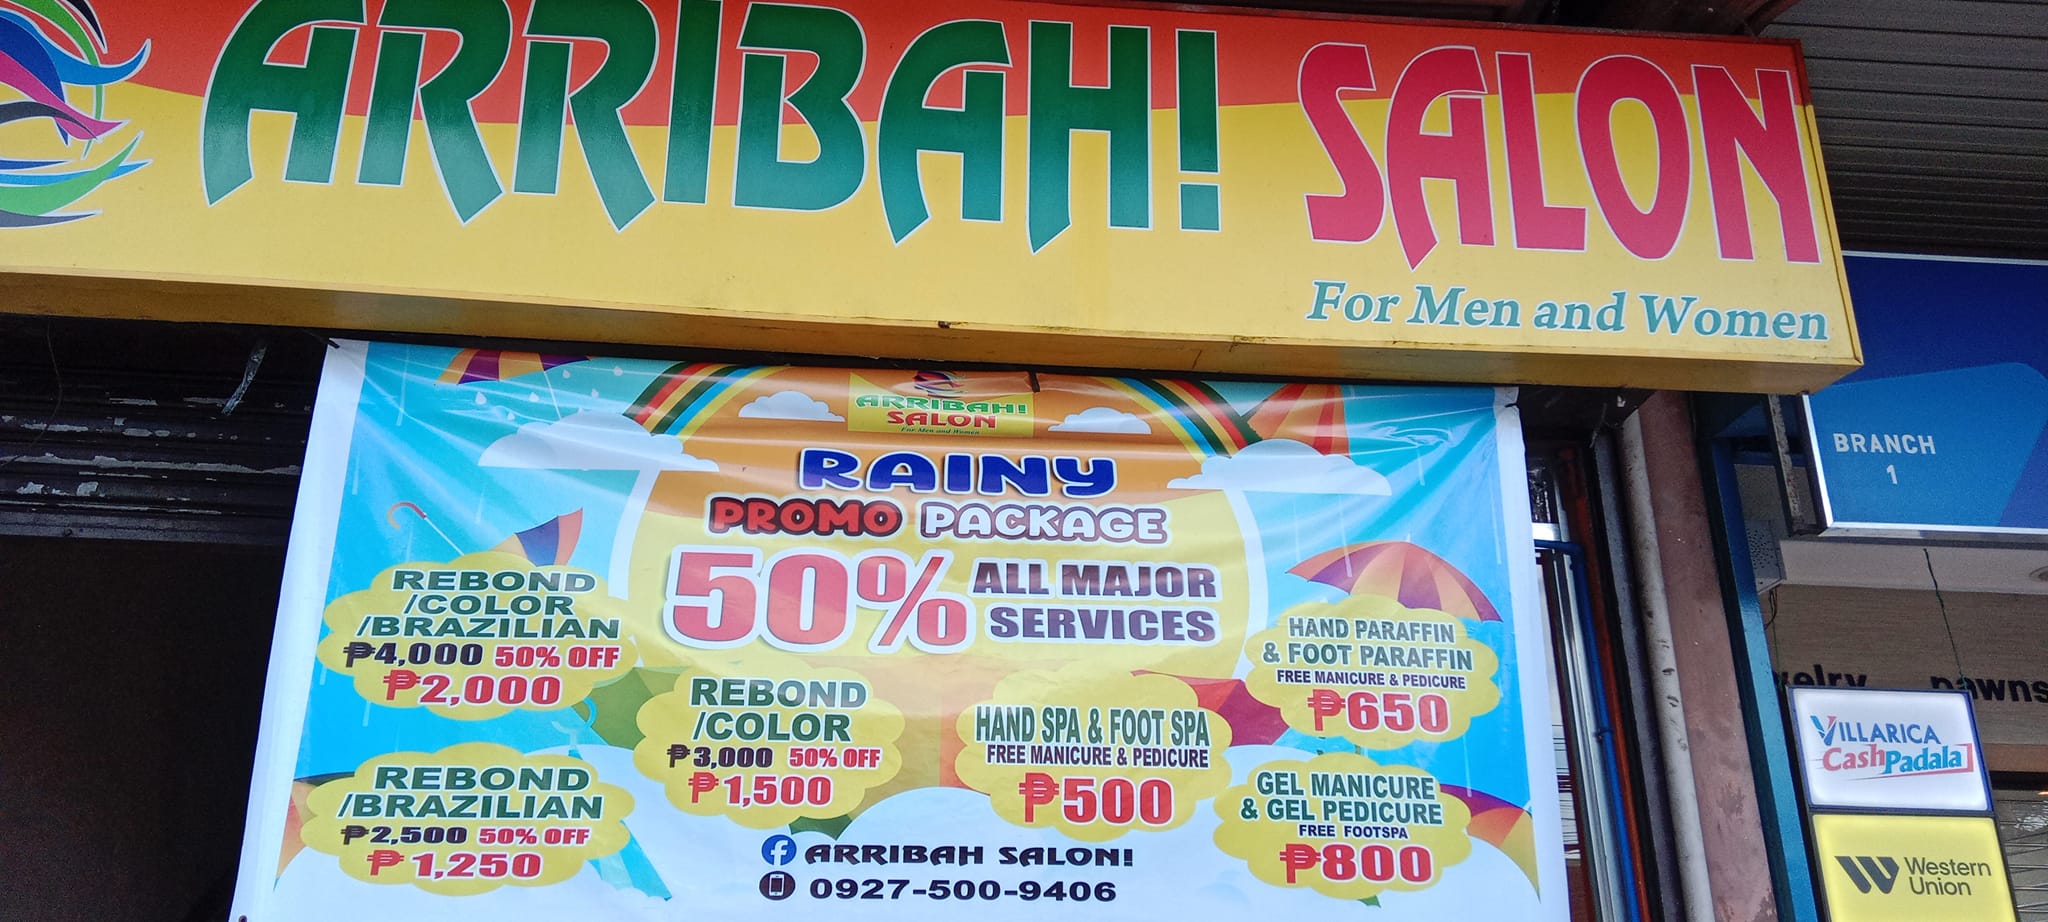 ARRIBAH! SALON
For Men and Women
ARRIBAH!
SALON
For Men and Women
RAINY
PROMO PACKAGE
50% ALL MAJOR
SERVICES
REBOND
/COLOR
/BRAZILIAN
₱4,000 50% OFF
₱2,000
REBOND
/BRAZILIAN
₱2,500 50% OFF
₱1,250
REBOND
/COLOR
₱3,000 50% OFF
₱1,500
HAND SPA & FOOT SPA
FREE MANICURE & PEDICURE
₱500
HAND PARAFFIN
& FOOT PARAFFIN
FREE MANICURE & PEDICURE
₱650
GEL MANICURE
& GEL PEDICURE
FREE FOOTSPA
₱800
ARRIBAH SALON!
0927-500-9406
BRANCH
1
pawns
VILLARICA
CashPadala
Western
Union